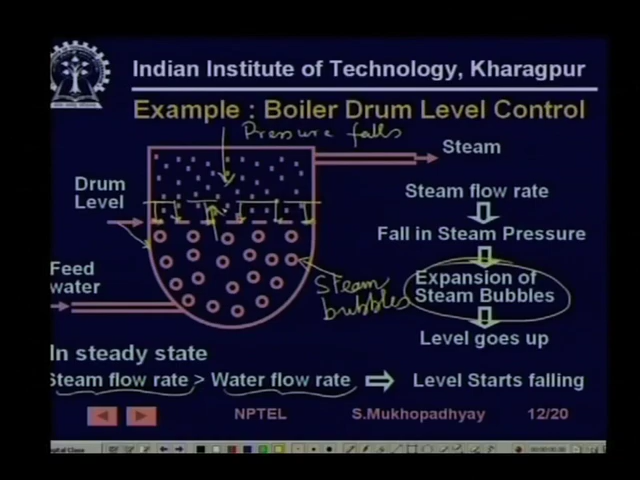 Indian Institute of Technology, Kharagpur
Example : Boiler Drum Level Control
Pressure falls
Steam
Drum
Level
Steam flow rate
Fall in Steam Pressure
Feed
water
Steam
bubbles
Expansion of
Steam Bubbles
Level goes up
In steady state
Steam flow rate > Water flow rate
Level Starts falling
NPTEL
S.Mukhopadhyay
12/20